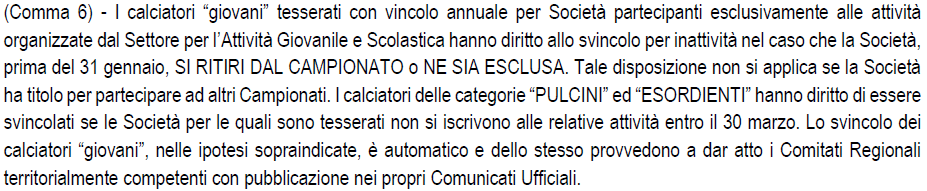 (Comma 6) - I calciatori “giovani” tesserati con vincolo annuale per Società partecipanti esclusivamente alle attività
organizzate dal Settore per l’Attività Giovanile e Scolastica hanno diritto allo svincolo per inattività nel caso che la Società,
prima del 31 gennaio, SI RITIRI DAL CAMPIONATO o NE SIA ESCLUSA. Tale disposizione non si applica se la Società
ha titolo per partecipare ad altri Campionati. I calciatori delle categorie “PULCINI” ed “ESORDIENTI” hanno diritto di essere
svincolati se le Società per le quali sono tesserati non si iscrivono alle relative attività entro il 30 marzo. Lo svincolo dei
calciatori “giovani”, nelle ipotesi sopraindicate, è automatico e dello stesso provvedono a dar atto i Comitati Regionali
territorialmente competenti con pubblicazione nei propri Comunicati Ufficiali.